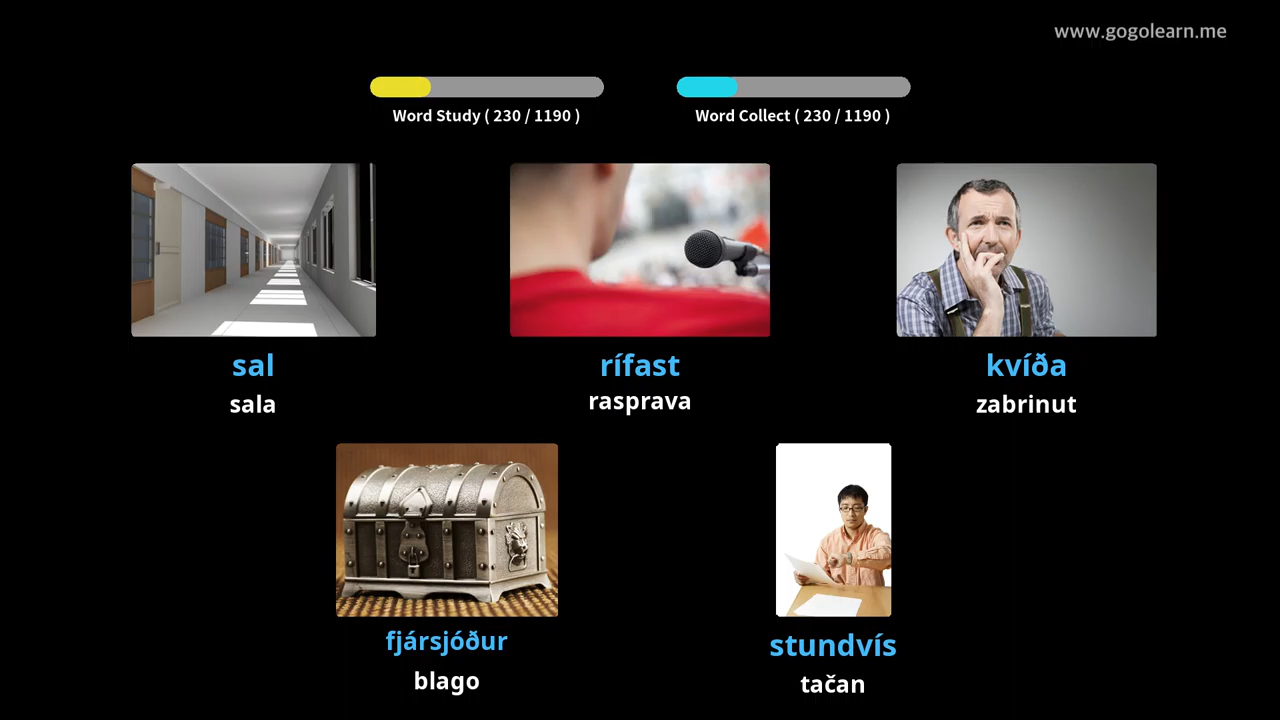 www.gogolearn.me
Word Study ( 230 / 1190 )
Word Collect ( 230 / 1190 )
sal
sala
rífast
rasprava
kvíða
zabrinut
fjársjóður
blago
stundvís
tačan